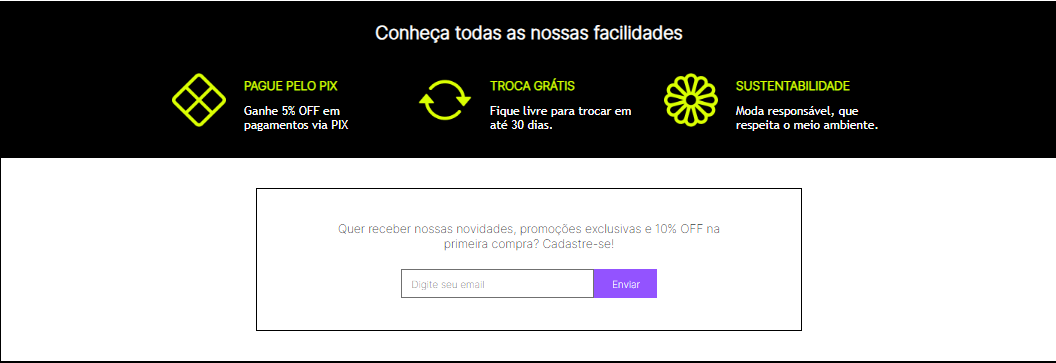 Conheça todas as nossas facilidades
PAGUE PELO PIX
Ganhe 5% OFF em
pagamentos via PIX
TROCA GRÁTIS
Fique livre para trocar em
até 30 dias.
SUSTENTABILIDADE
Moda responsável, que
respeita o meio ambiente.
Quer receber nossas novidades, promoções exclusivas e 10% OFF na
primeira compra? Cadastre-se!
Digite seu email
Enviar